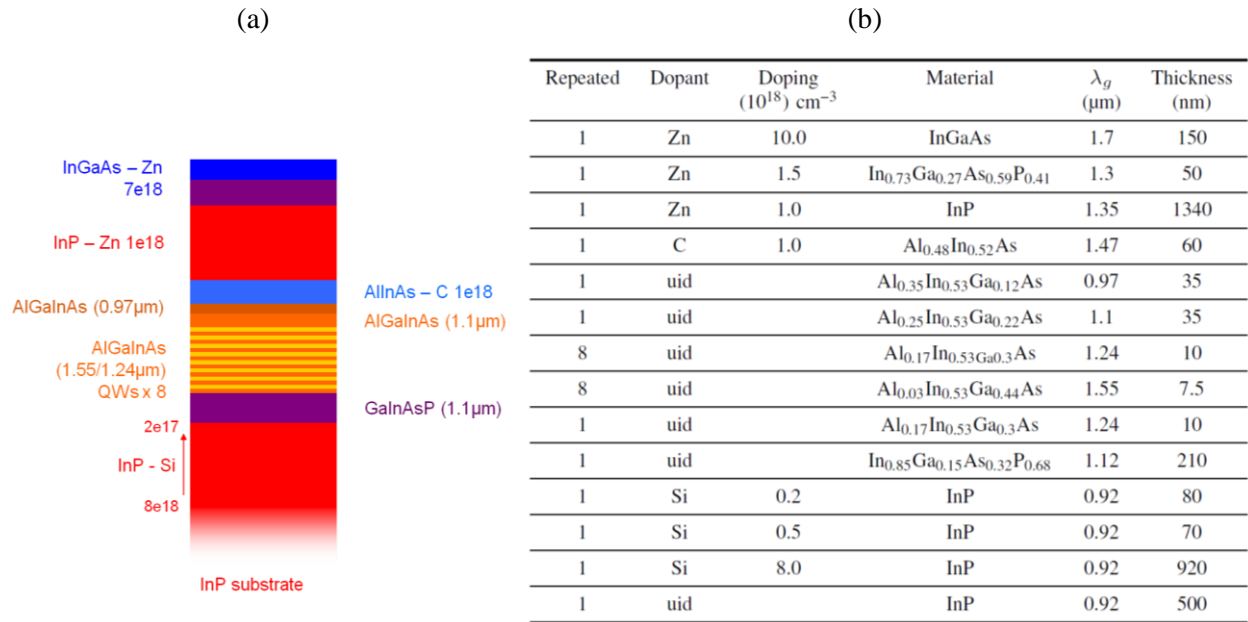 (a)
InGaAs – Zn
7e18
InP – Zn 1e18
AlGaInAs (0.97µm)
AlGaInAs
(1.55/1.24µm)
QWs x 8
2e17
InP - Si
8e18
InP substrate
AlInAs – C 1e18
AlGaInAs (1.1µm)
GaInAsP (1.1µm)
(b)
Repeated Dopant Doping (10¹⁸) cm⁻³ Material λg (µm) Thickness (nm)
1 Zn 10.0 InGaAs 1.7 150
1 Zn 1.5 In0.73Ga0.27As0.59P0.41 1.3 50
1 Zn 1.0 InP 1.35 1340
1 C 1.0 Al0.48In0.52As 1.47 60
1 uid Al0.35In0.53Ga0.12As 0.97 35
1 uid Al0.25In0.53Ga0.22As 1.1 35
8 uid Al0.17In0.53Ga0.3As 1.24 10
8 uid Al0.03In0.53Ga0.44As 1.55 7.5
1 uid Al0.17In0.53Ga0.3As 1.24 10
1 uid In0.85Ga0.15As0.32P0.68 1.12 210
1 Si 0.2 InP 0.92 80
1 Si 0.5 InP 0.92 70
1 Si 8.0 InP 0.92 920
1 uid InP 0.92 500